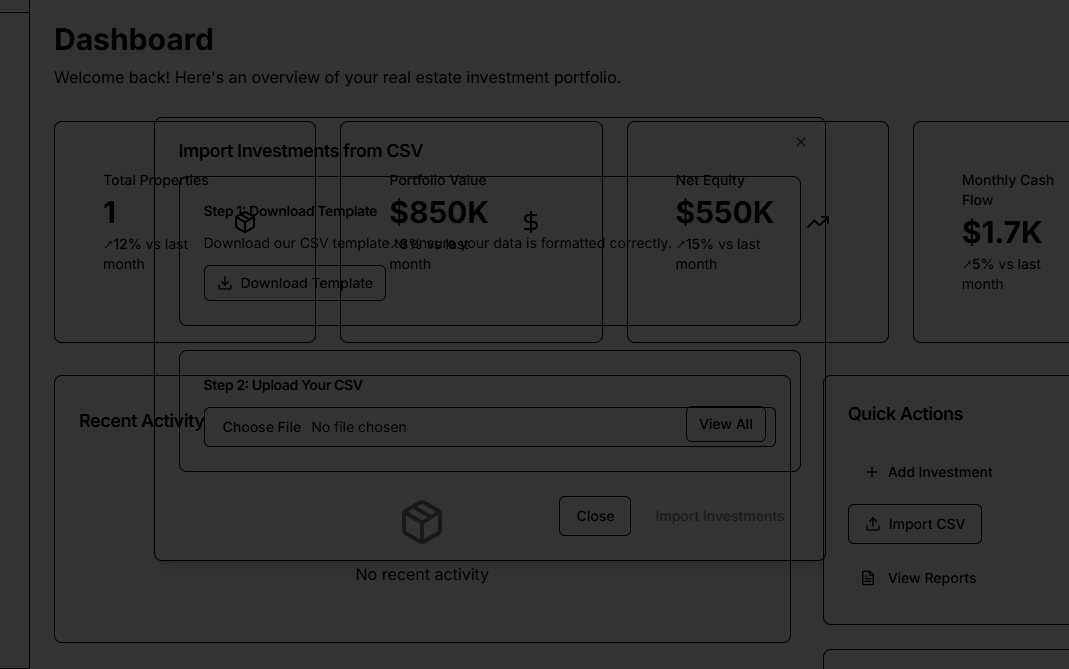 Dashboard
Welcome back! Here's an overview of your real estate investment portfolio.
Import Investments from CSV
Step 1: Download Template
Download our CSV template to ensure your data is formatted correctly.
Download Template
Step 2: Upload Your CSV
Choose File No file chosen
Close
Import Investments
Total Properties
1
↗12% vs last
month
Portfolio Value
$850K
↗8% vs last
month
Net Equity
$550K
↗15% vs last
month
Monthly Cash
Flow
$1.7K
↗5% vs last
month
Recent Activity
View All
No recent activity
Quick Actions
Add Investment
Import CSV
View Reports